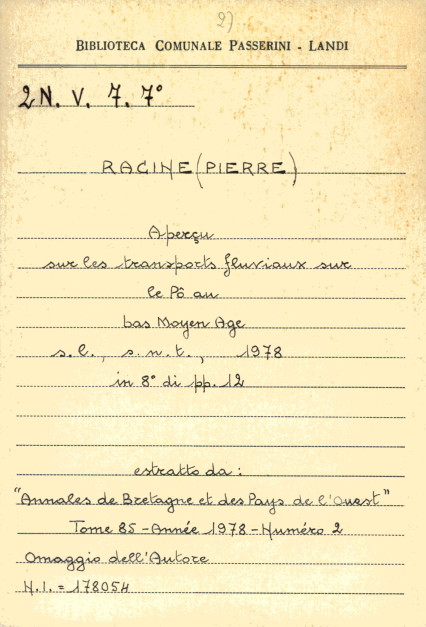 27
BIBLIOTECA COMUNALE PASSERINI - LANDI
2N. V. 7. 7°
RACINE (PIERRE)
Aperçu
sur les transports fluviaux sur
le Pô au
bas Moyen Age
s.l., s.n.t., 1978
in 8° di pp. 12
estratto da:
"Annales de Bretagne et des Pays de l'Ouest"
Tome 85 - Année 1978 - Numéro 2
Omaggio dell'Autore
N.I. = 178054